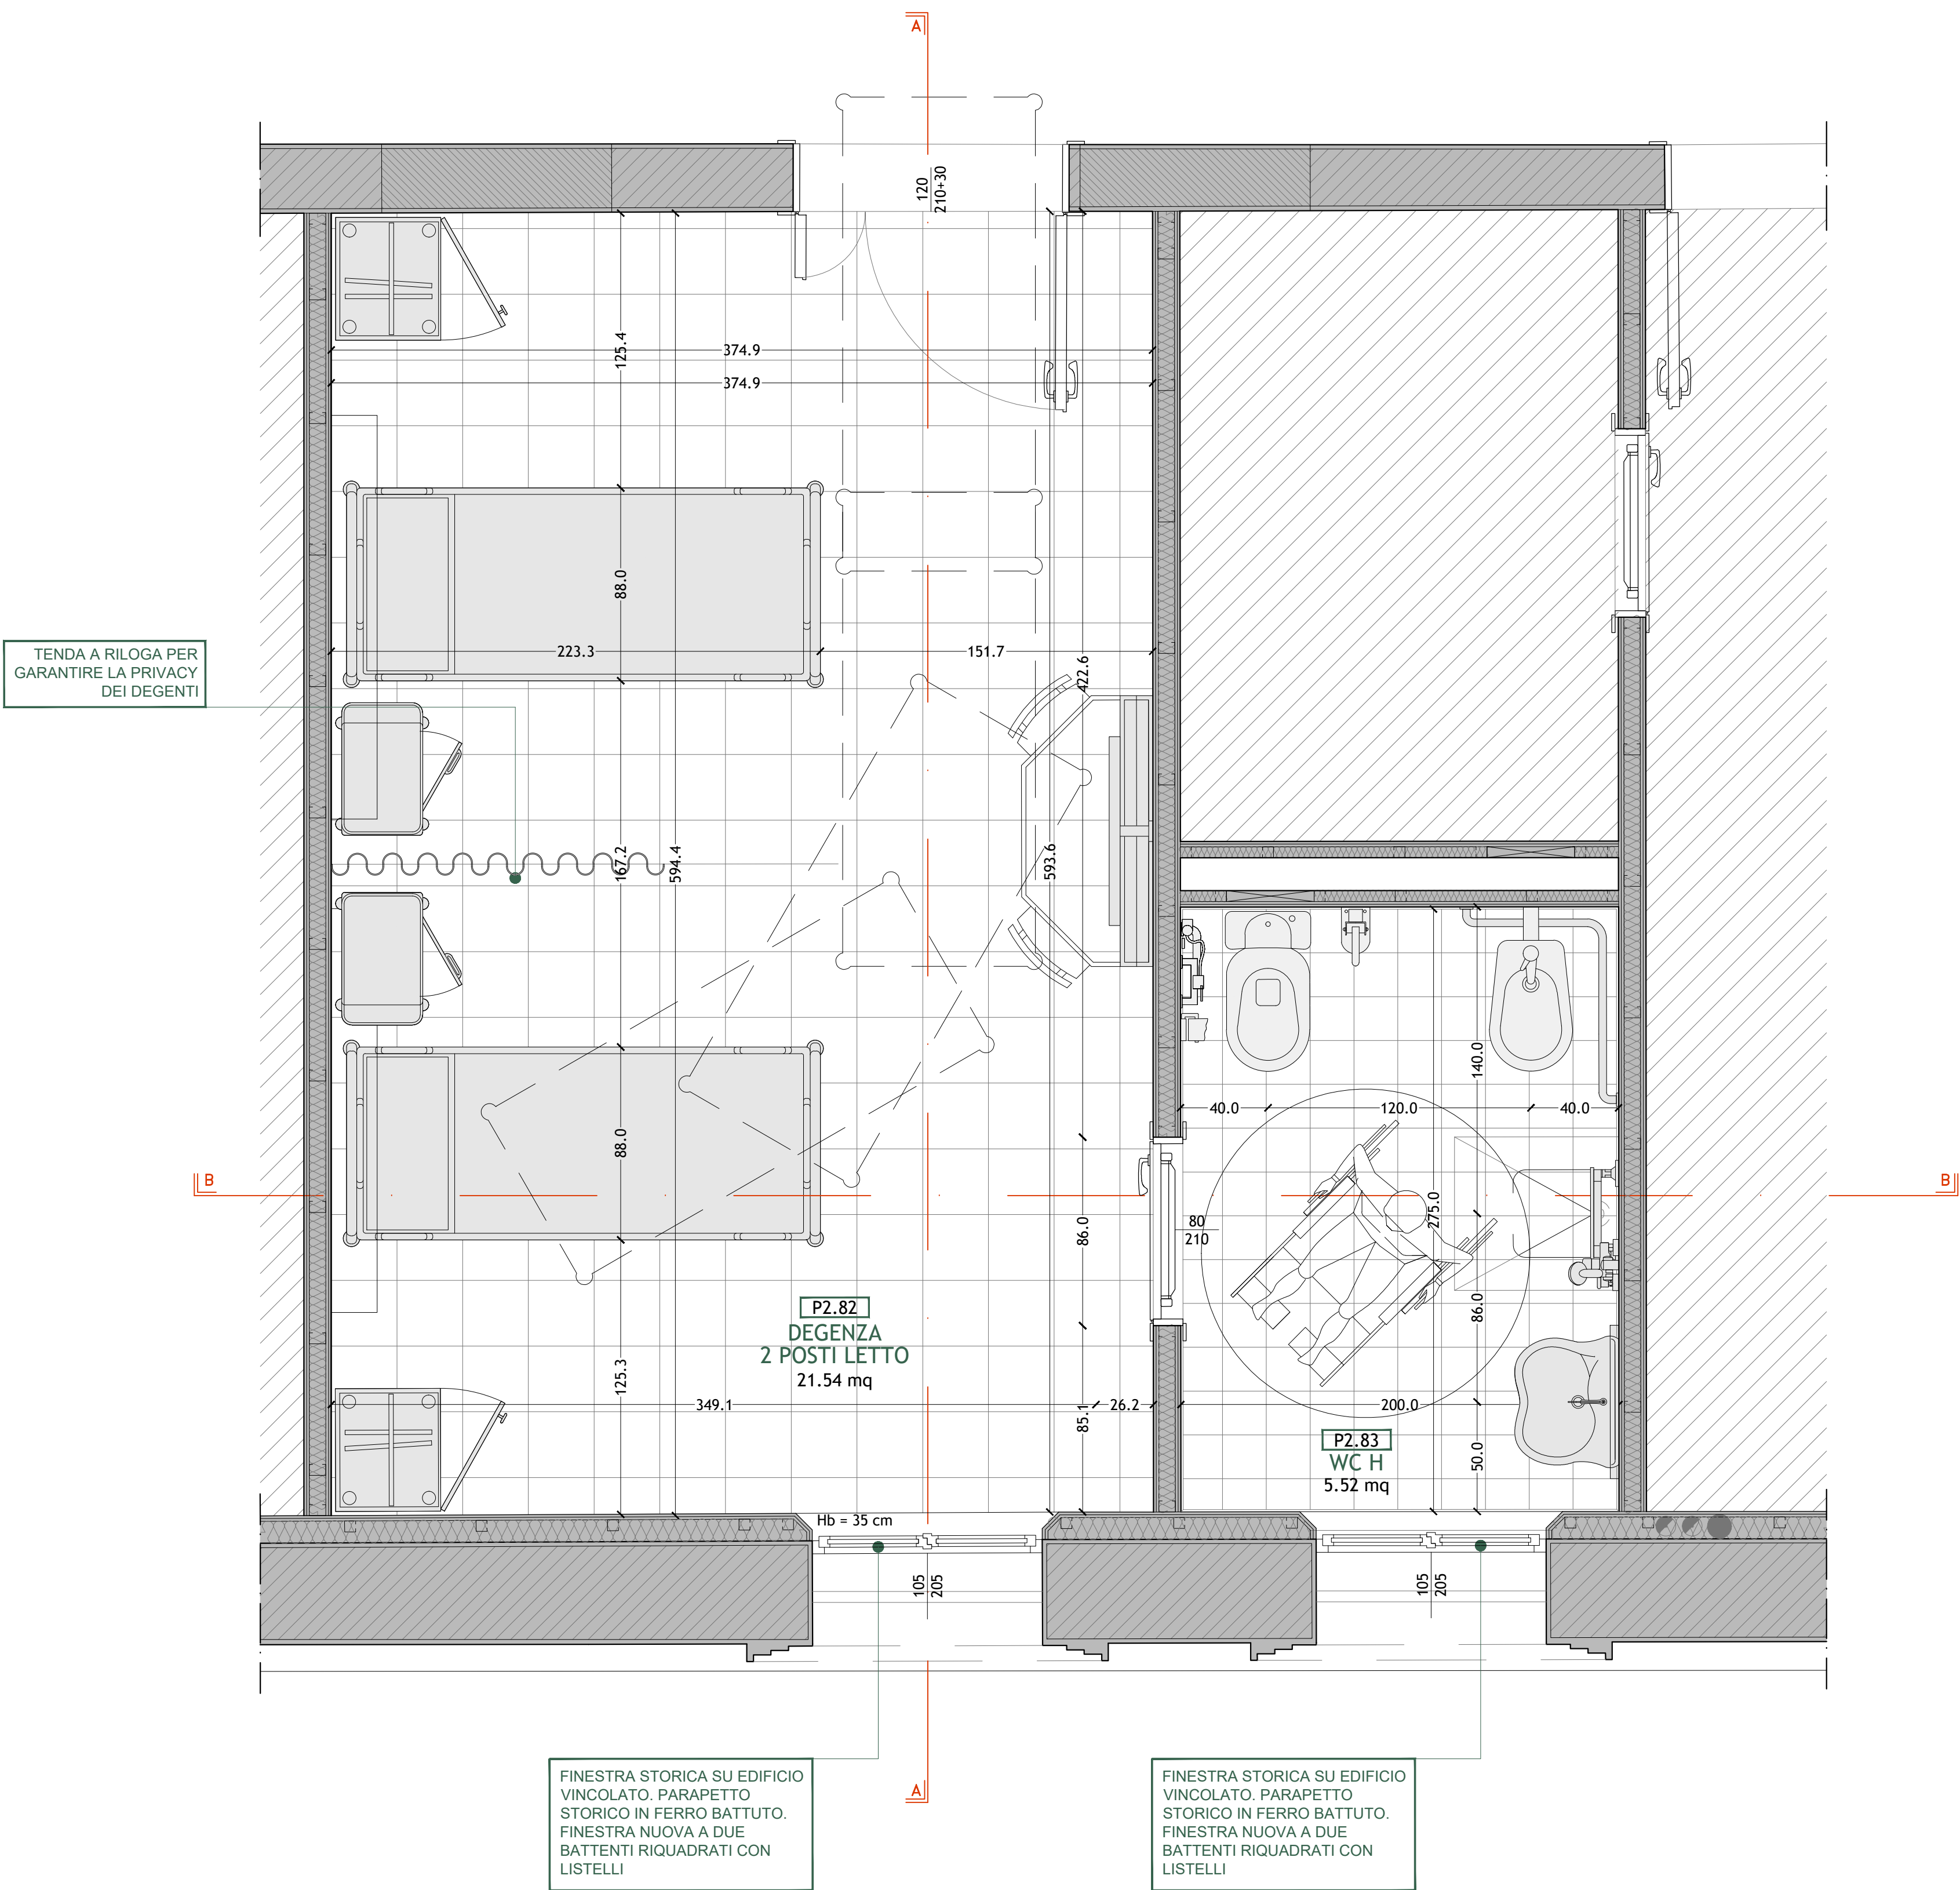 A
120
210+30
125.4
374.9
374.9
88.0
TENDA A RILOGA PER
GARANTIRE LA PRIVACY
DEI DEGENTI
223.3
151.7
422.6
167.2
594.4
593.6
140.0
40.0
120.0
40.0
88.0
B
B
275.0
86.0
80
210
86.0
P2.82
DEGENZA
2 POSTI LETTO
21.54 mq
125.3
349.1
26.2
85.1
200.0
P2.83
WC H
5.52 mq
50.0
Hb = 35 cm
105
205
105
205
A
FINESTRA STORICA SU EDIFICIO
VINCOLATO. PARAPETTO
STORICO IN FERRO BATTUTO.
FINESTRA NUOVA A DUE
BATTENTI RIQUADRATI CON
LISTELLI
FINESTRA STORICA SU EDIFICIO
VINCOLATO. PARAPETTO
STORICO IN FERRO BATTUTO.
FINESTRA NUOVA A DUE
BATTENTI RIQUADRATI CON
LISTELLI